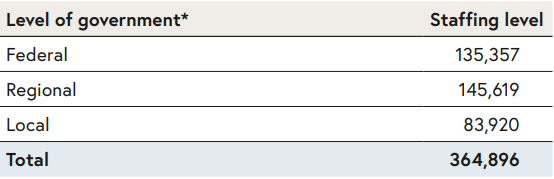 Level of government* Staffing level
Federal 135,357
Regional 145,619
Local 83,920
Total 364,896